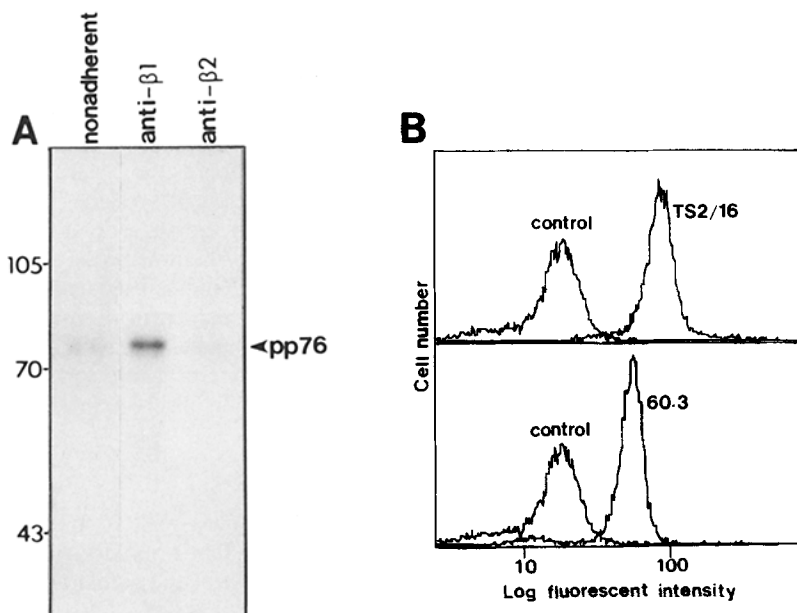 A
nonadherent
anti-β1
anti-β2
105-
70-
43-
pp76
B
Cell number
control
TS2/16
control
60.3
10
100
Log fluorescent intensity